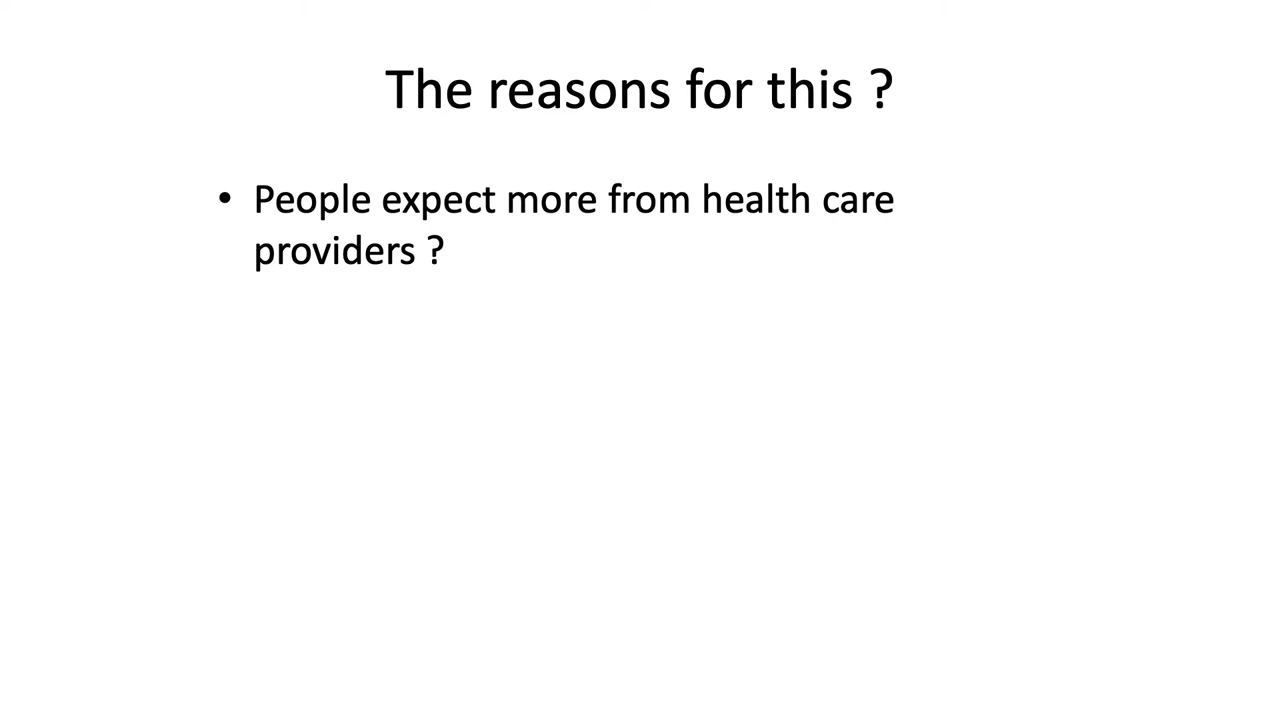 The reasons for this ?
• People expect more from health care
providers ?